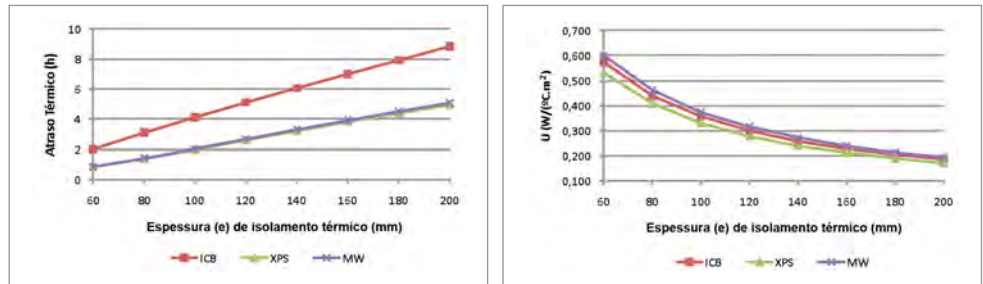 Atraso Térmico (h)
10
8
6
4
2
0
60 80 100 120 140 160 180 200
Espessura (e) de isolamento térmico (mm)
ICB XPS MW
U (W/(ºC.m²)
0,700
0,600
0,500
0,400
0,300
0,200
0,100
60 80 100 120 140 160 180 200
Espessura (e) de isolamento térmico (mm)
ICB XPS MW